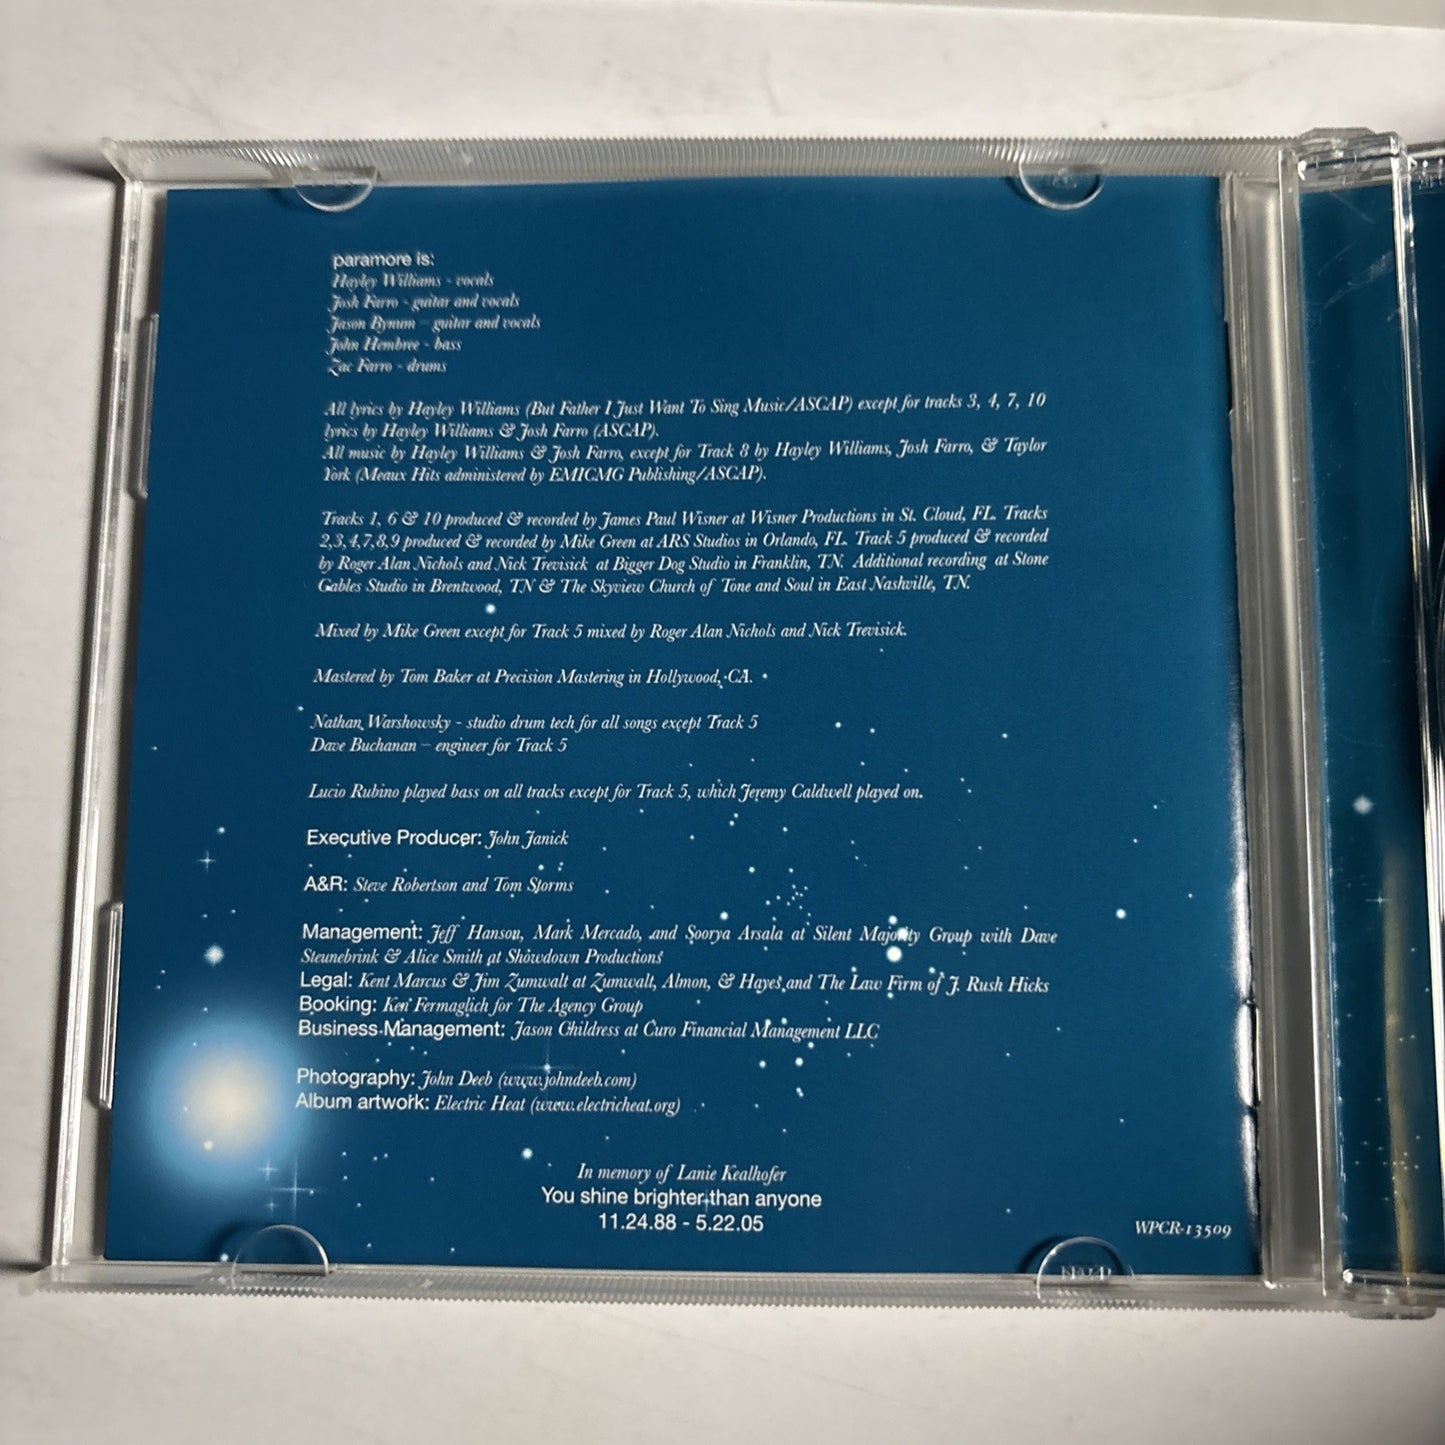 paramore is:
Hayley Williams - vocals
Josh Farro - guitar and vocals
Jason Bynum – guitar and vocals
John Hembree - bass
Zac Farro - drums
All lyrics by Hayley Williams (But Father I Just Want To Sing Music/ASCAP) except for tracks 3, 4, 7, 10
lyrics by Hayley Williams & Josh Farro (ASCAP).
All music by Hayley Williams & Josh Farro, except for Track 8 by Hayley Williams, Josh Farro, & Taylor
York (Meaux Hits administered by EMICMG Publishing/ASCAP).
Tracks 1, 6 & 10 produced & recorded by James Paul Wisner at Wisner Productions in St. Cloud, FL. Tracks
2,3,4,7,8,9 produced & recorded by Mike Green at ARS Studios in Orlando, FL. Track 5 produced & recorded
by Roger Alan Nichols and Nick Trevisick at Bigger Dog Studio in Franklin, TN. Additional recording at Stone
Gables Studio in Brentwood, TN & The Skyview Church of Tone and Soul in East Nashville, TN.
Mixed by Mike Green except for Track 5 mixed by Roger Alan Nichols and Nick Trevisick.
Mastered by Tom Baker at Precision Mastering in Hollywood, CA.
Nathan Warshowsky - studio drum tech for all songs except Track 5
Dave Buchanan – engineer for Track 5
Lucio Rubino played bass on all tracks except for Track 5, which Jeremy Caldwell played on.
Executive Producer: John Janick
A&R: Steve Robertson and Tom Storms
Management: Jeff Hanson, Mark Mercado, and Soorya Arsala at Silent Majority Group with Dave
Steunebrink & Alice Smith at Showdown Productions
Legal: Kent Marcus & Jim Zumwalt at Zumwalt, Almon, & Hayes and The Law Firm of J. Rush Hicks
Booking: Ken Fermaglich for The Agency Group
Business Management: Jason Childress at Curo Financial Management LLC
Photography: John Deeb (www.johndeeb.com)
Album artwork: Electric Heat (www.electricheat.org)
In memory of Lanie Kealhofer
You shine brighter than anyone
11.24.88 - 5.22.05
WPCR-13509